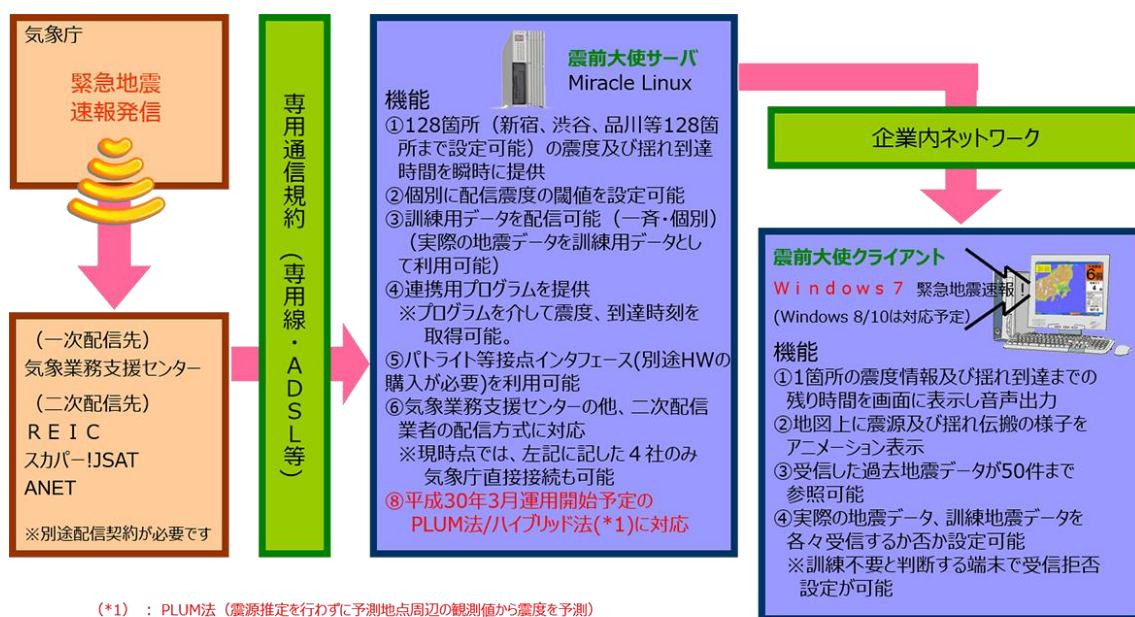 気象庁
緊急地震
速報発信
（一次配信先）
気象業務支援センター
（二次配信先）
ＲＥＩＣ
スカパー!JSAT
ANET
※別途配信契約が必要です
専用通信規約（専用線・ＡＤＳＬ等）
震前大使サーバ
Miracle Linux
機能
①128箇所（新宿、渋谷、品川等128箇
所まで設定可能）の震度及び揺れ到達
時間を瞬時に提供
②個別に配信震度の閾値を設定可能
③訓練用データを配信可能（一斉・個別）
（実際の地震データを訓練用データとし
て利用可能）
④連携用プログラムを提供
※プログラムを介して震度、到達時刻を
取得可能。
⑤パトライト等接点インタフェース(別途HWの
購入が必要)を利用可能
⑥気象業務支援センターの他、二次配信
業者の配信方式に対応
※現時点では、左記に記した４社のみ
気象庁直接接続も可能
⑧平成30年3月運用開始予定の
PLUM法/ハイブリッド法(*1)に対応
企業内ネットワーク
震前大使クライアント
Ｗｉｎｄｏｗｓ７ 緊急地震速報！
(Windows 8/10は対応予定)
機能
①1箇所の震度情報及び揺れ到達までの
残り時間を画面に表示し音声出力
②地図上に震源及び揺れ伝搬の様子を
アニメーション表示
③受信した過去地震データが50件まで
参照可能
④実際の地震データ、訓練地震データを
各々受信するか否か設定可能
※訓練不要と判断する端末で受信拒否
設定が可能
(*1) ： PLUM法（震源推定を行わずに予測地点周辺の観測値から震度を予測）